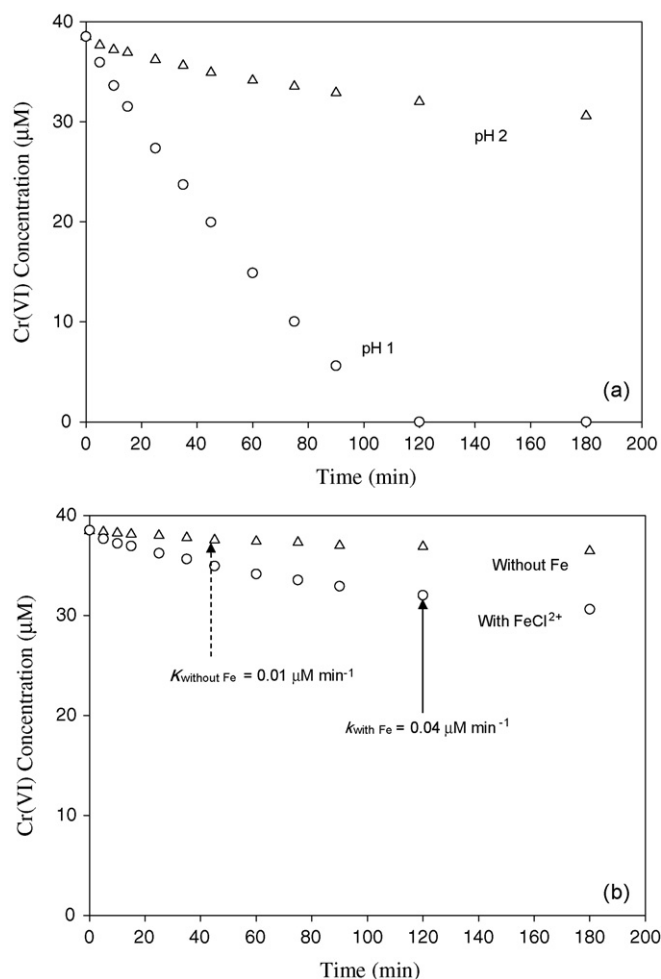 40
30
20
10
0
Cr(VI) Concentration (µM)
pH 2
pH 1
(a)
0 20 40 60 80 100 120 140 160 180 200
Time (min)
40
30
20
10
0
Cr(VI) Concentration (µM)
Without Fe
With FeCl²⁺
Kwithout Fe = 0.01 µM min⁻¹
kwith Fe = 0.04 µM min⁻¹
(b)
0 20 40 60 80 100 120 140 160 180 200
Time (min)